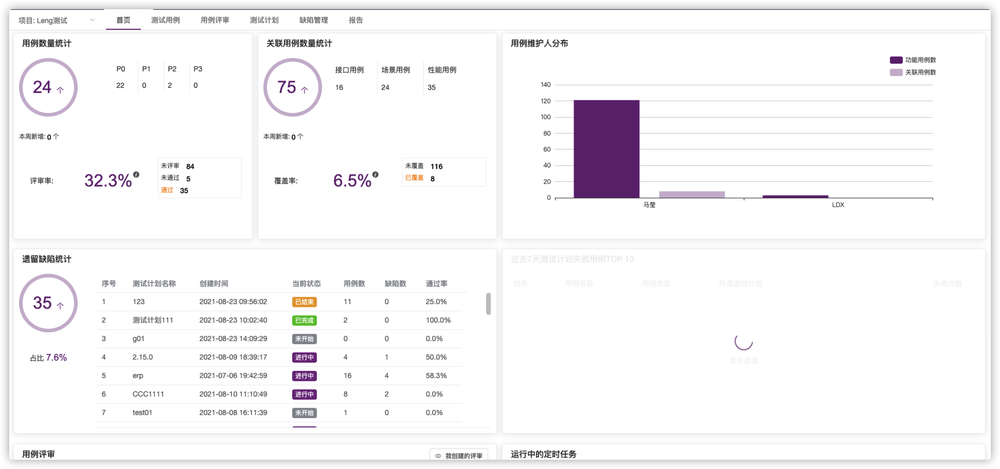 项目: Leng测试 首页 测试用例 用例评审 测试计划 缺陷管理 报告
用例数量统计
24 个
P0 P1 P2 P3
22 0 2 0
本周新增: 0 个
评审率: 32.3%
未评审 84
未通过 5
通过 35
关联用例数量统计
75 个
接口用例 场景用例 性能用例
16 24 35
本周新增: 0 个
覆盖率: 6.5%
未覆盖 116
已覆盖 8
用例维护人分布
功能用例数
关联用例数
140
120
100
80
60
40
20
0
马莹 LDX
遗留缺陷统计
35 个
占比 7.6%
序号 测试计划名称 创建时间 当前状态 用例数 缺陷数 通过率
1 123 2021-08-23 09:56:02 已结束 11 0 25.0%
2 测试计划111 2021-08-23 10:02:40 已完成 2 0 100.0%
3 g01 2021-08-23 14:09:29 未开始 0 0 0.0%
4 2.15.0 2021-08-09 18:39:17 进行中 4 1 50.0%
5 erp 2021-07-06 19:42:59 进行中 16 4 58.3%
6 CCC1111 2021-08-10 11:10:49 进行中 8 2 0.0%
7 test01 2021-08-08 16:11:39 未开始 1 0 0.0%
过去7天测试计划失败用例TOP 10
排名 用例名称 用例类型 所属测试计划 失败次数
暂无数据
用例评审
我创建的评审
运行中的定时任务